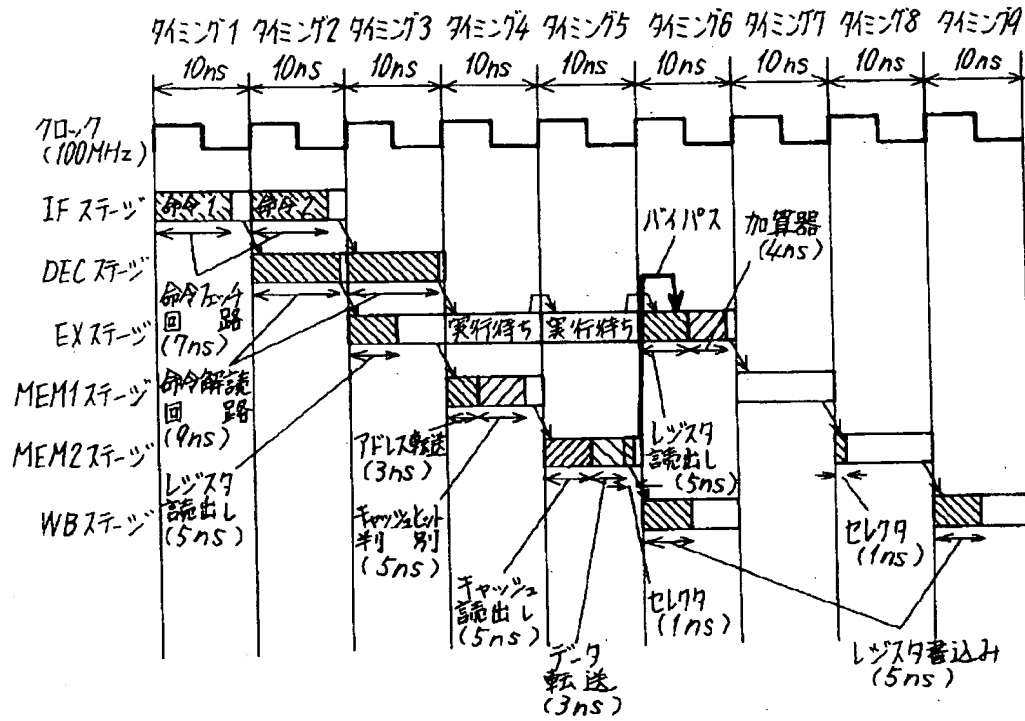 タイミング1 タイミング2 タイミング3 タイミング4 タイミング5 タイミング6 タイミング7 タイミング8 タイミング9
10ns 10ns 10ns 10ns 10ns 10ns 10ns 10ns 10ns
クロック
(100MHz)
IFステージ
命令1 命令2
バイパス
加算器
(4ns)
DECステージ
命令フェッチ
回路
(7ns)
EXステージ
実行待ち 実行待ち
MEM1ステージ
命令解読
回路
(9ns)
アドレス転送
(3ns)
レジスタ
読出し
(5ns)
MEM2ステージ
レジスタ
読出し
(5ns)
キャッシュヒット
判別
(5ns)
WBステージ
セレクタ
(1ns)
キャッシュ
読出し
(5ns)
セレクタ
(1ns)
データ
転送
(3ns)
レジスタ書込み
(5ns)